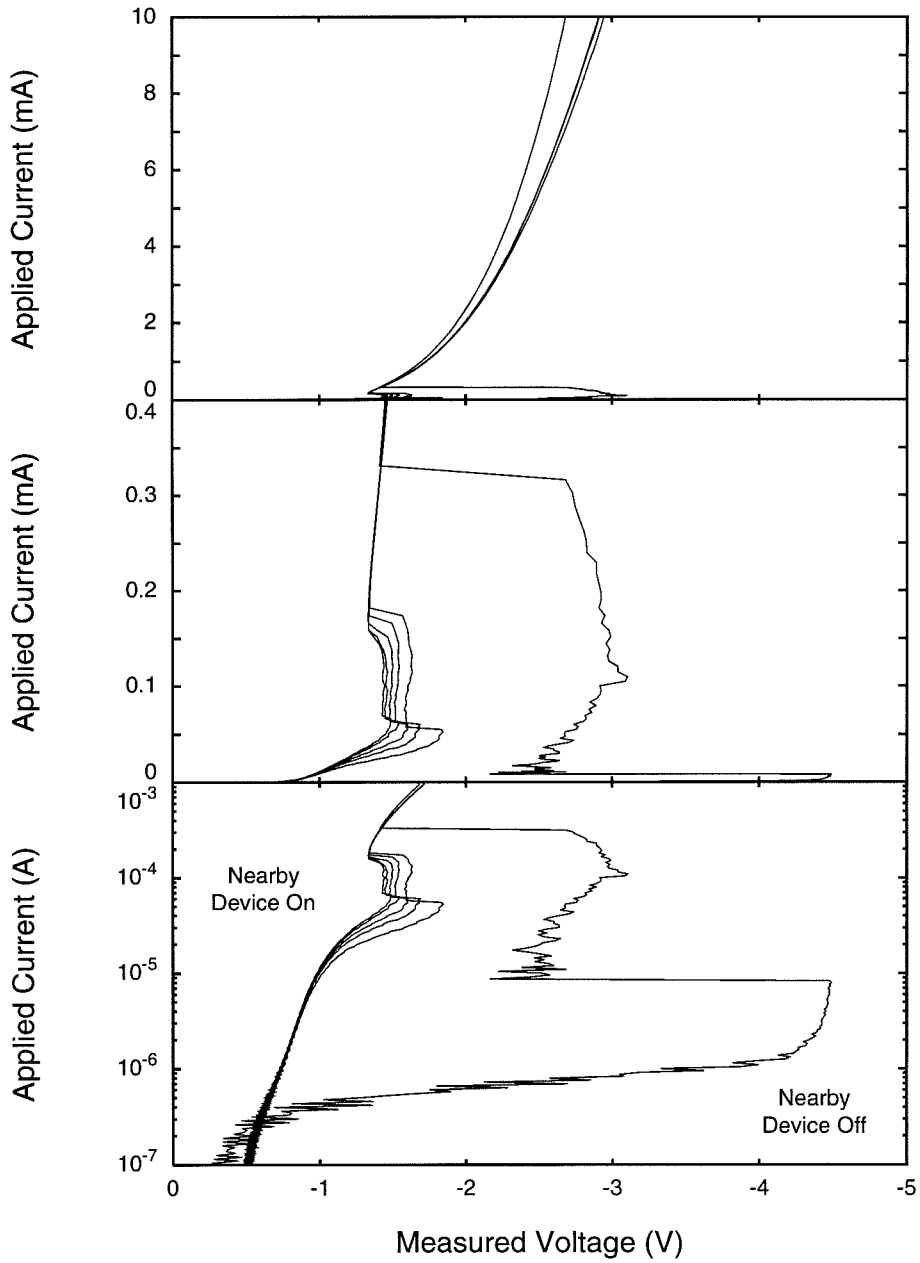 Applied Current (mA)
10
8
6
4
2
0
Applied Current (mA)
0.4
0.3
0.2
0.1
0
Applied Current (A)
10-3
10-4
10-5
10-6
10-7
Nearby
Device On
Nearby
Device Off
0 -1 -2 -3 -4 -5
Measured Voltage (V)